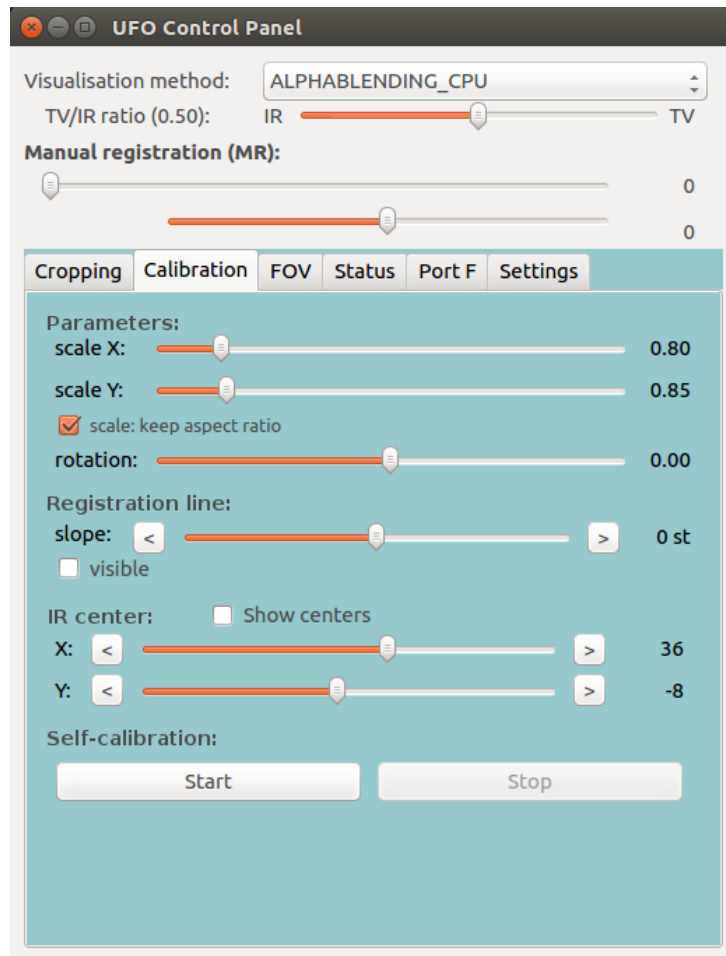 UFO Control Panel
Visualisation method: ALPHABLENDING_CPU
TV/IR ratio (0.50): IR TV
Manual registration (MR):
0
0
Cropping Calibration FOV Status Port F Settings
Parameters:
scale X: 0.80
scale Y: 0.85
scale: keep aspect ratio
rotation: 0.00
Registration line:
slope: < > 0 st
visible
IR center: Show centers
X: < > 36
Y: < > -8
Self-calibration:
Start Stop